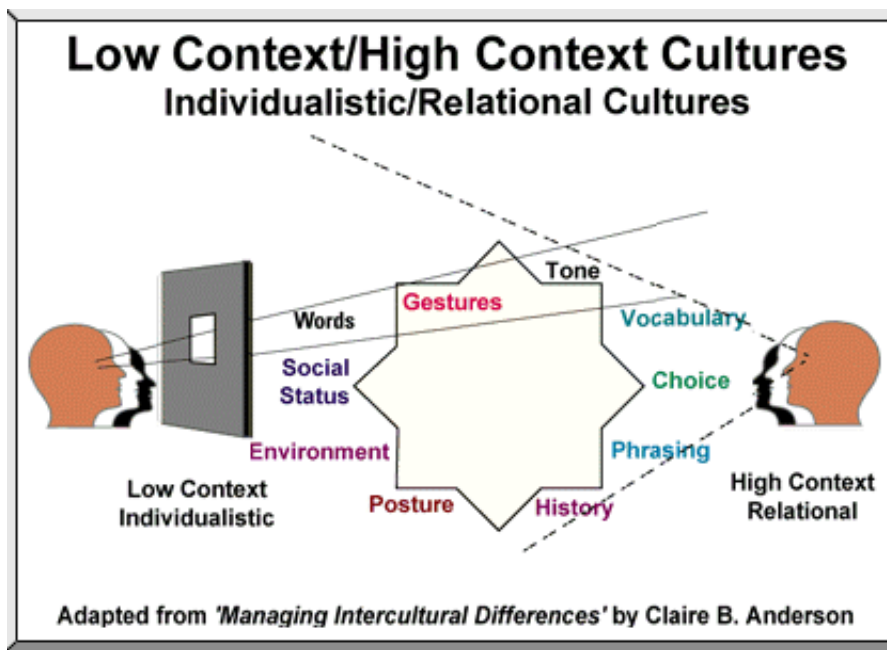 Low Context/High Context Cultures
Individualistic/Relational Cultures
Tone
Gestures
Words
Vocabulary
Social
Status
Choice
Environment
Phrasing
Posture
History
Low Context
Individualistic
High Context
Relational
Adapted from 'Managing Intercultural Differences' by Claire B. Anderson